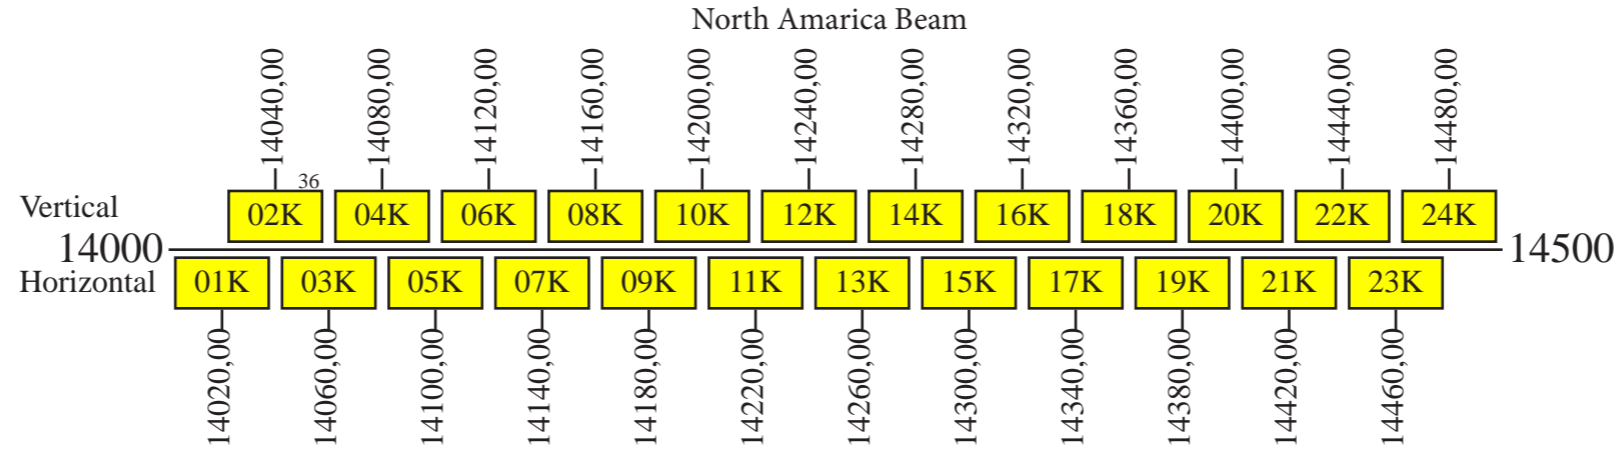 North Amarica Beam
14040,00 14080,00 14120,00 14160,00 14200,00 14240,00 14280,00 14320,00 14360,00 14400,00 14440,00 14480,00
36
Vertical 02K 04K 06K 08K 10K 12K 14K 16K 18K 20K 22K 24K
14000 14500
Horizontal 01K 03K 05K 07K 09K 11K 13K 15K 17K 19K 21K 23K
14020,00 14060,00 14100,00 14140,00 14180,00 14220,00 14260,00 14300,00 14340,00 14380,00 14420,00 14460,00